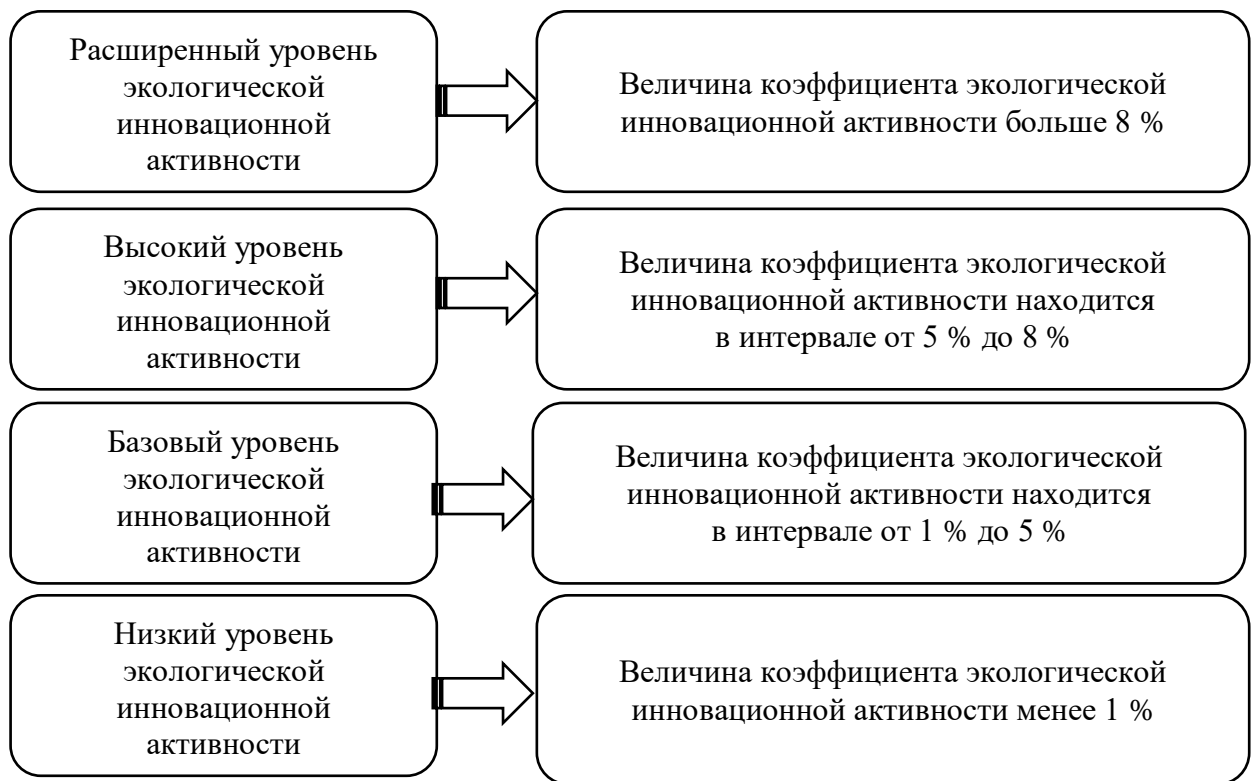 Расширенный уровень
экологической
инновационной
активности
Величина коэффициента экологической
инновационной активности больше 8 %
Высокий уровень
экологической
инновационной
активности
Величина коэффициента экологической
инновационной активности находится
в интервале от 5 % до 8 %
Базовый уровень
экологической
инновационной
активности
Величина коэффициента экологической
инновационной активности находится
в интервале от 1 % до 5 %
Низкий уровень
экологической
инновационной
активности
Величина коэффициента экологической
инновационной активности менее 1 %